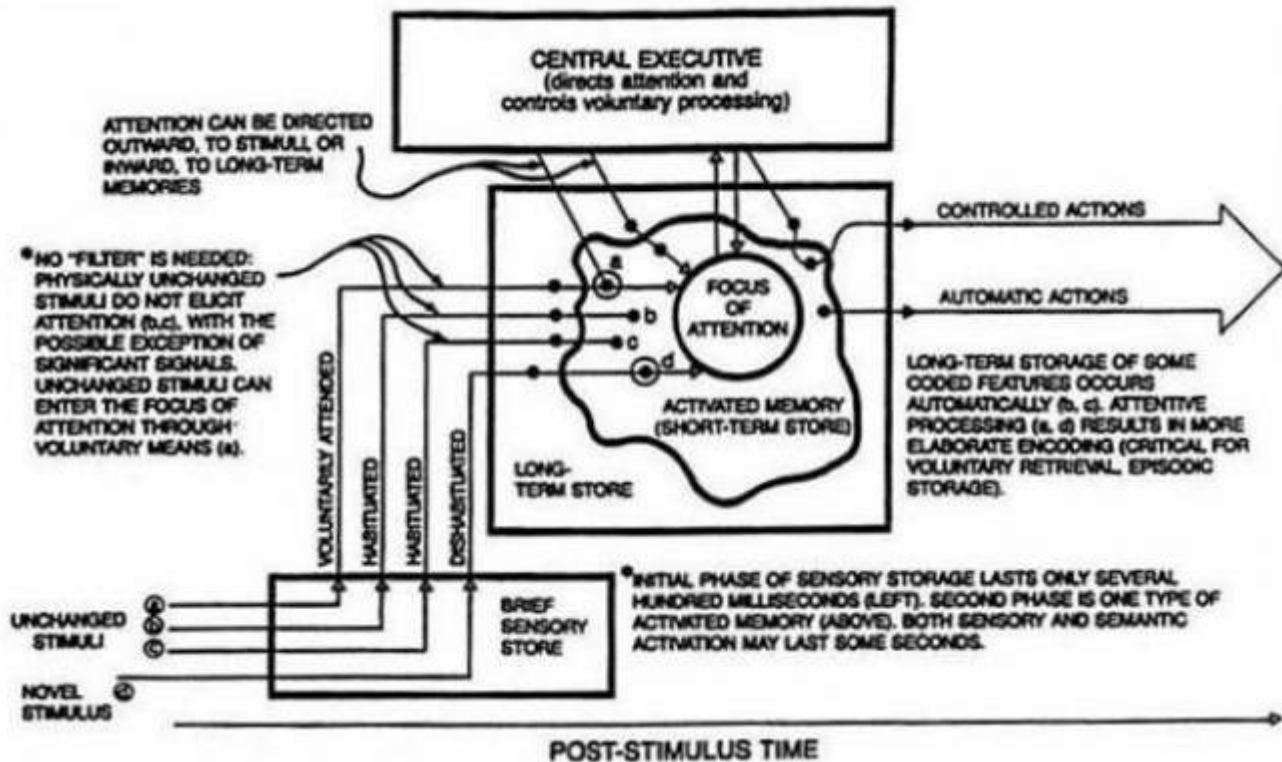 CENTRAL EXECUTIVE
(directs attention and
controls voluntary processing)
ATTENTION CAN BE DIRECTED
OUTWARD, TO STIMULI OR
INWARD, TO LONG-TERM
MEMORIES
CONTROLLED ACTIONS
*NO "FILTER" IS NEEDED:
PHYSICALLY UNCHANGED
STIMULI DO NOT ELICIT
ATTENTION (b,c), WITH THE
POSSIBLE EXCEPTION OF
SIGNIFICANT SIGNALS.
UNCHANGED STIMULI CAN
ENTER THE FOCUS OF
ATTENTION THROUGH
VOLUNTARY MEANS (a).
a
b
c
d
FOCUS
OF
ATTENTION
AUTOMATIC ACTIONS
ACTIVATED MEMORY
(SHORT-TERM STORE)
LONG-
TERM STORE
LONG-TERM STORAGE OF SOME
CODED FEATURES OCCURS
AUTOMATICALLY (b, c). ATTENTIVE
PROCESSING (a, d) RESULTS IN MORE
ELABORATE ENCODING (CRITICAL FOR
VOLUNTARY RETRIEVAL, EPISODIC
STORAGE).
VOLUNTARILY ATTENDED
HABITUATED
HABITUATED
DISHABITUATED
UNCHANGED
STIMULI
a
b
c
BRIEF
SENSORY
STORE
*INITIAL PHASE OF SENSORY STORAGE LASTS ONLY SEVERAL
HUNDRED MILLISECONDS (LEFT). SECOND PHASE IS ONE TYPE OF
ACTIVATED MEMORY (ABOVE). BOTH SENSORY AND SEMANTIC
ACTIVATION MAY LAST SOME SECONDS.
NOVEL d
STIMULUS
POST-STIMULUS TIME